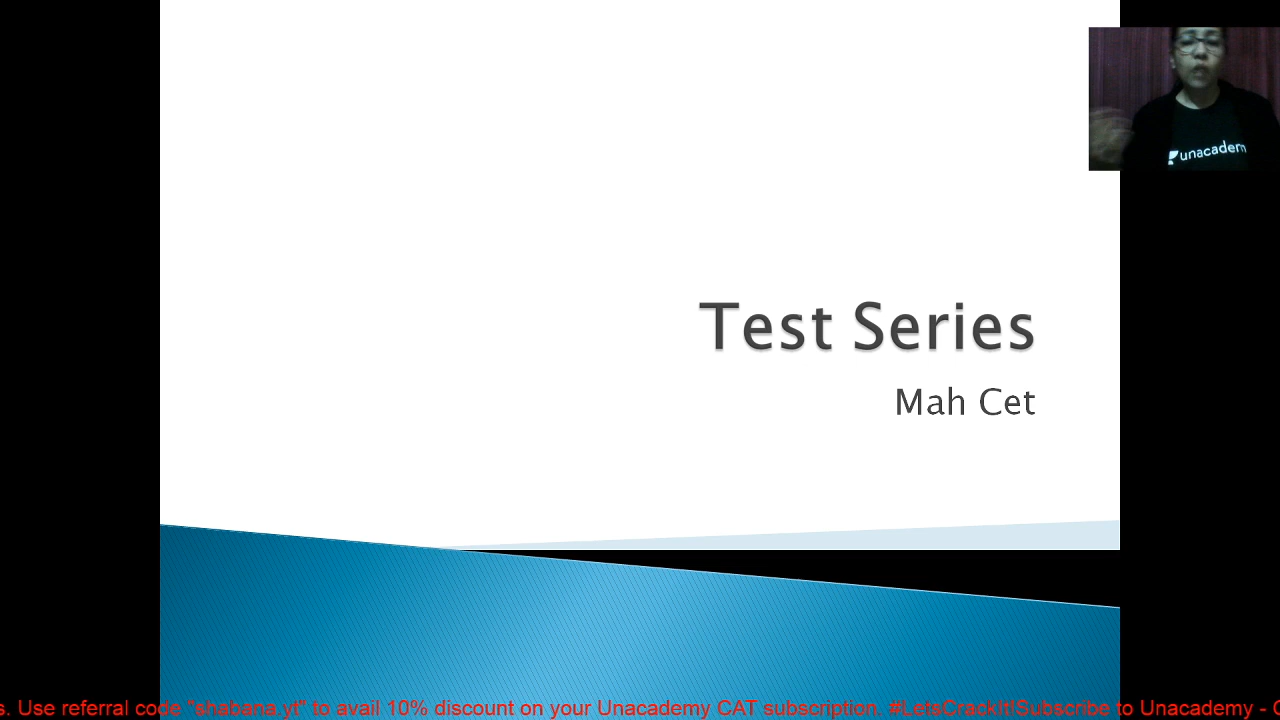 unacadem
Test Series
Mah Cet
s. Use referral code "shabana.yt" to avail 10% discount on your Unacademy CAT subscription. #LetsCrackIt!Subscribe to Unacademy -